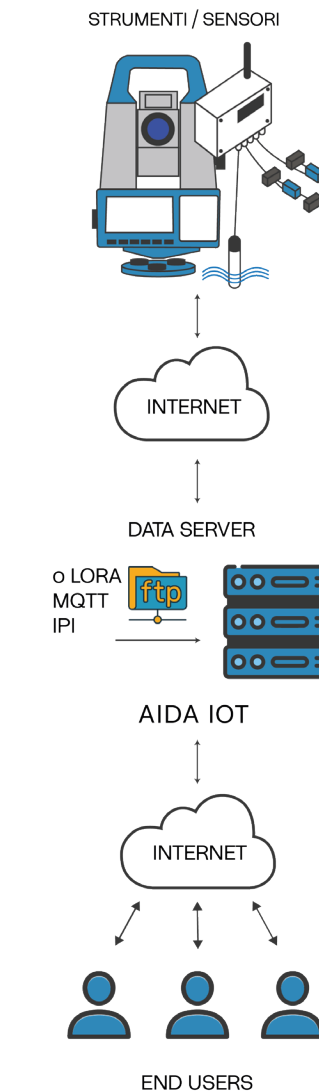 STRUMENTI / SENSORI
INTERNET
DATA SERVER
o LORA
MQTT
IPI
ftp
AIDA IOT
INTERNET
END USERS